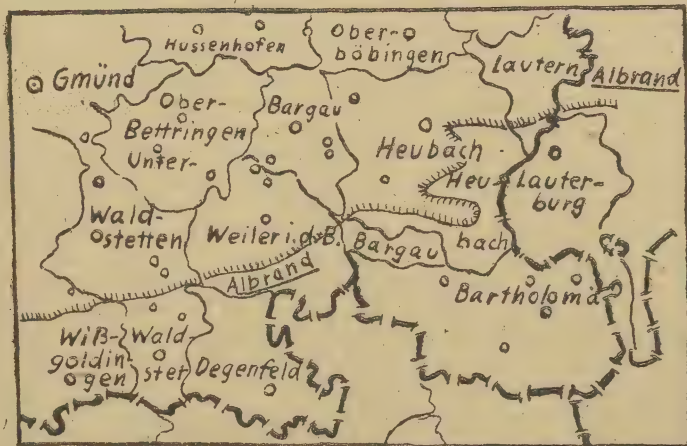 Hussenhofen
Ober-
böbingen
Lautern
Albrand
Gmünd
Ober-
Bettringen
Unter-
Bargau
Heubach
Heu-
bach
Lauter-
burg
Wald-
stetten
Weiler i.d.B.
Bargau
Albrand
Bartholomä
Wiß-
goldin-
gen
Wald-
stet
Degenfeld